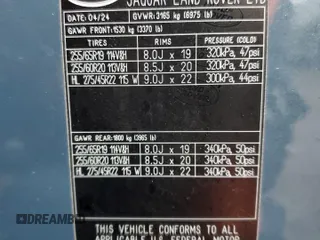 JAGUAR LAND ROVER LTD
DATE: 04/24 GVWR: 3165 kg (6975 lb)
GAWR FRONT: 1530 kg (3370 lb)
TIRES RIMS PRESSURE (COLD)
255/65R19 114V&H 8.0J x 19 320kPa, 47psi
255/60R20 113V&H 8.5J x 20 320kPa, 47psi
HL 275/45R22 115 W 9.0J x 22 300kPa, 44psi
GAWR REAR: 1800 kg (3965 lb)
255/65R19 114V&H 8.0J x 19 340kPa, 50psi
255/60R20 113V&H 8.5J x 20 340kPa, 50psi
HL 275/45R22 115 W 9.0J x 22 340kPa, 50psi
THIS VEHICLE CONFORMS TO ALL
APPLICABLE U.S. FEDERAL MOTOR
DREAMBID